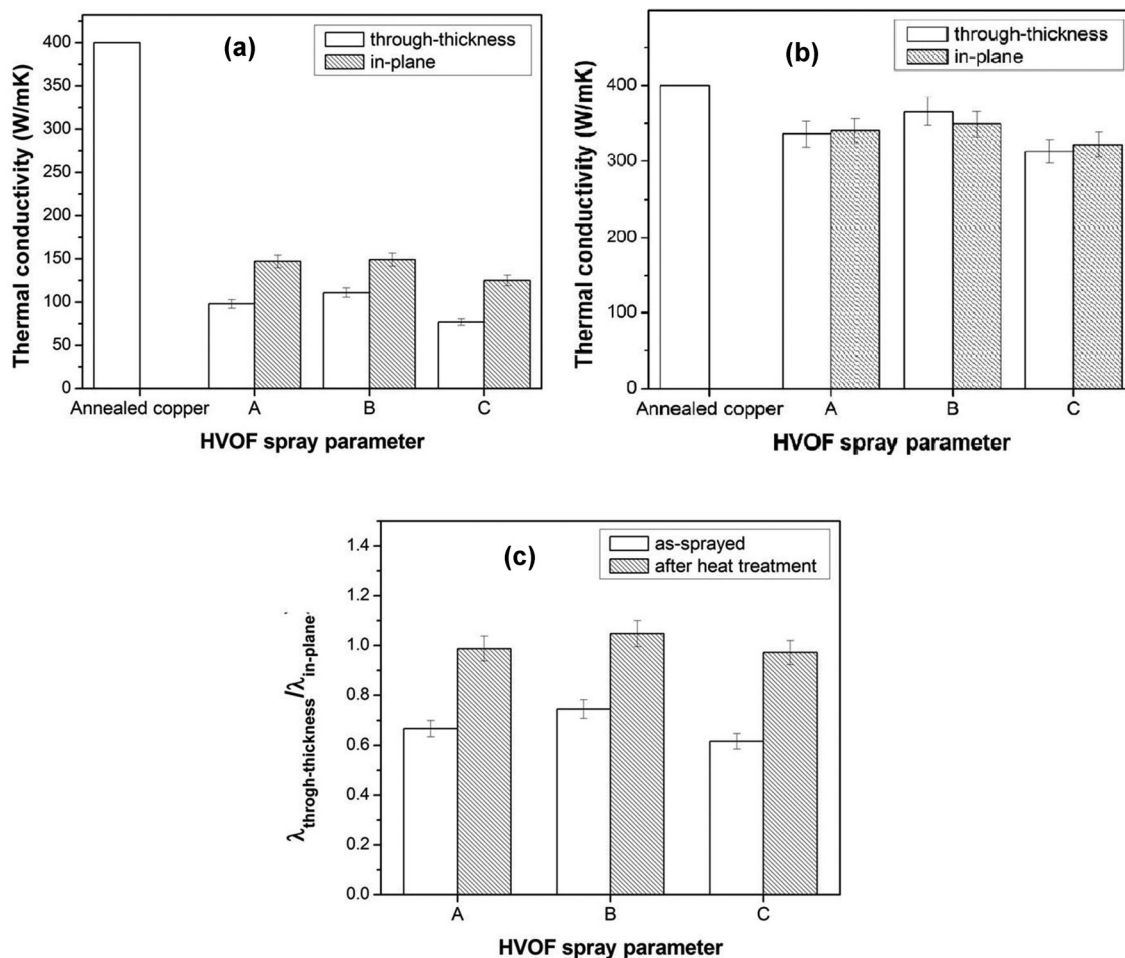 (a)
through-thickness
in-plane
Thermal conductivity (W/mK)
400
350
300
250
200
150
100
50
0
Annealed copper
A
B
C
HVOF spray parameter
(b)
through-thickness
in-plane
Thermal conductivity (W/mK)
400
300
200
100
0
Annealed copper
A
B
C
HVOF spray parameter
(c)
as-sprayed
after heat treatment
λthrogh-thickness/λin-plane
1.4
1.2
1.0
0.8
0.6
0.4
0.2
0.0
A
B
C
HVOF spray parameter